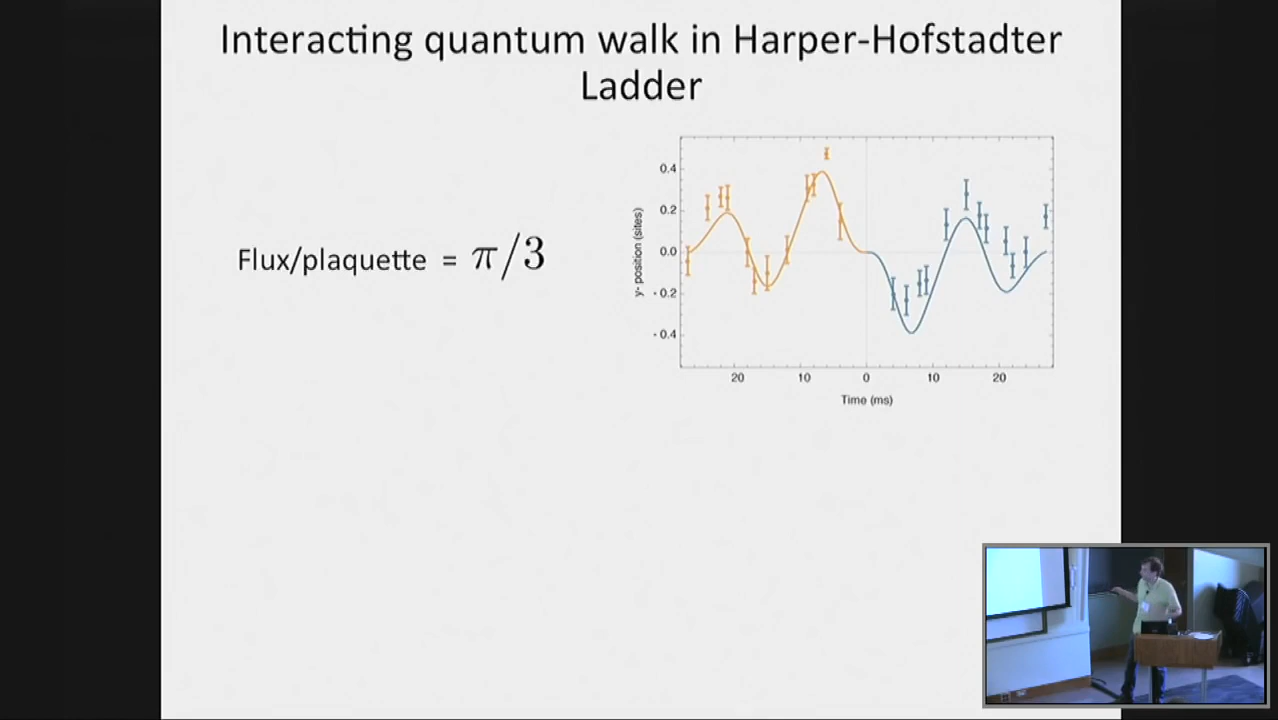 Interacting quantum walk in Harper-Hofstadter
Ladder
Flux/plaquette = π/3
y- position (sites)
0.4
0.2
0.0
- 0.2
- 0.4
20 10 0 10 20
Time (ms)